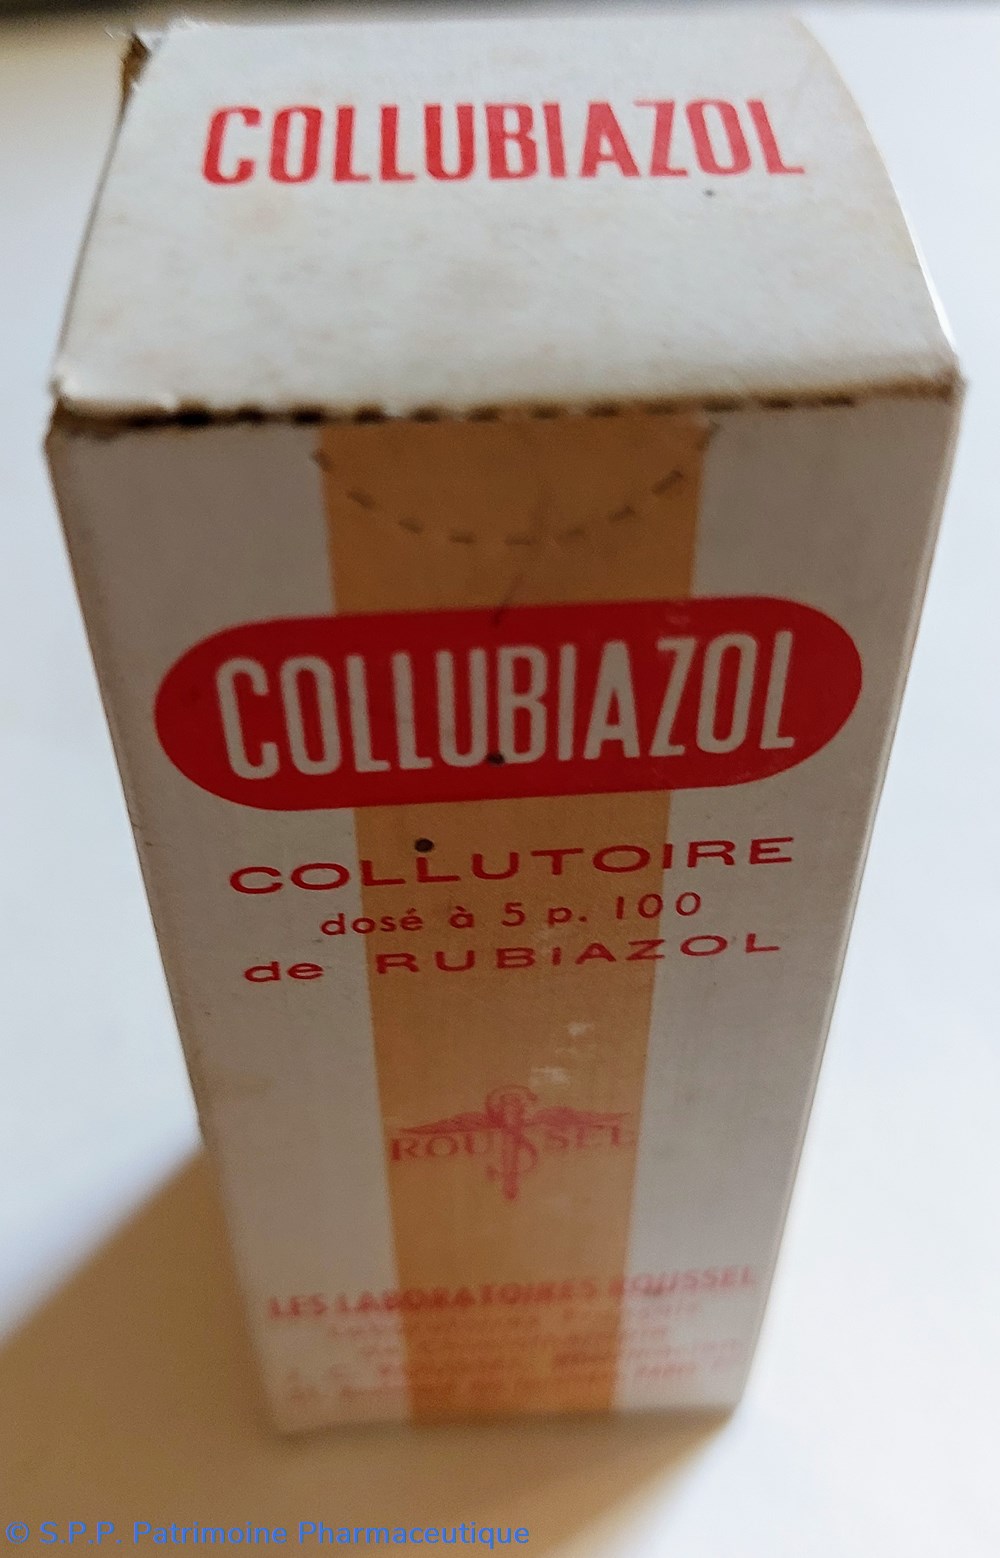 COLLUBIAZOL
COLLUBIAZOL
COLLUTOIRE
dosé à 5 p. 100
de RUBIAZOL
ROUSSEL
LES LABORATOIRES ROUSSEL
© S.P.P. Patrimoine Pharmaceutique